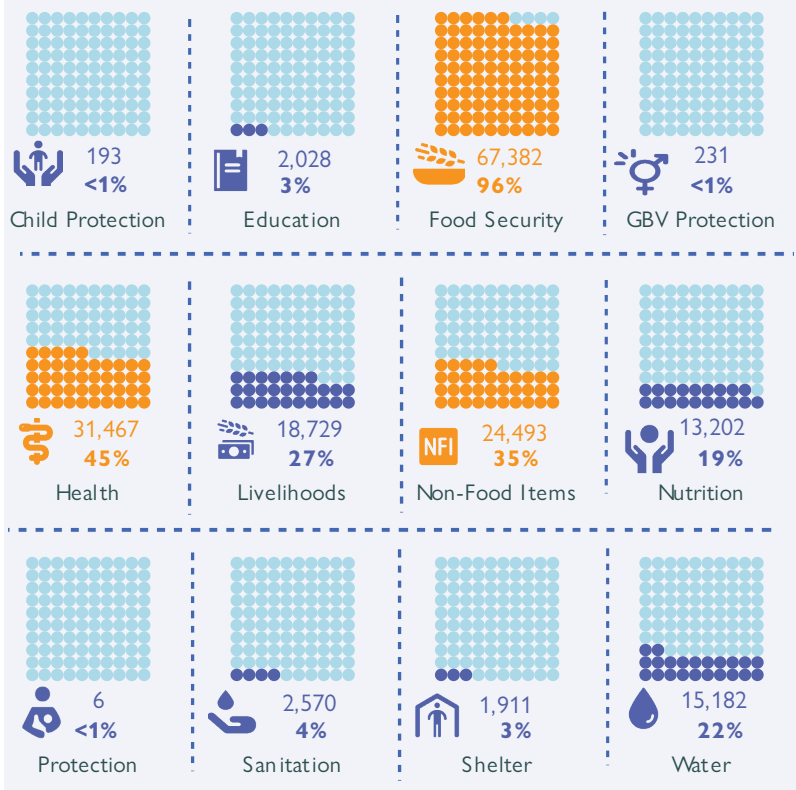 193
<1%
Child Protection
2,028
3%
Education
67,382
96%
Food Security
231
<1%
GBV Protection
31,467
45%
Health
18,729
27%
Livelihoods
NFI
24,493
35%
Non-Food Items
13,202
19%
Nutrition
6
<1%
Protection
2,570
4%
Sanitation
1,911
3%
Shelter
15,182
22%
Water